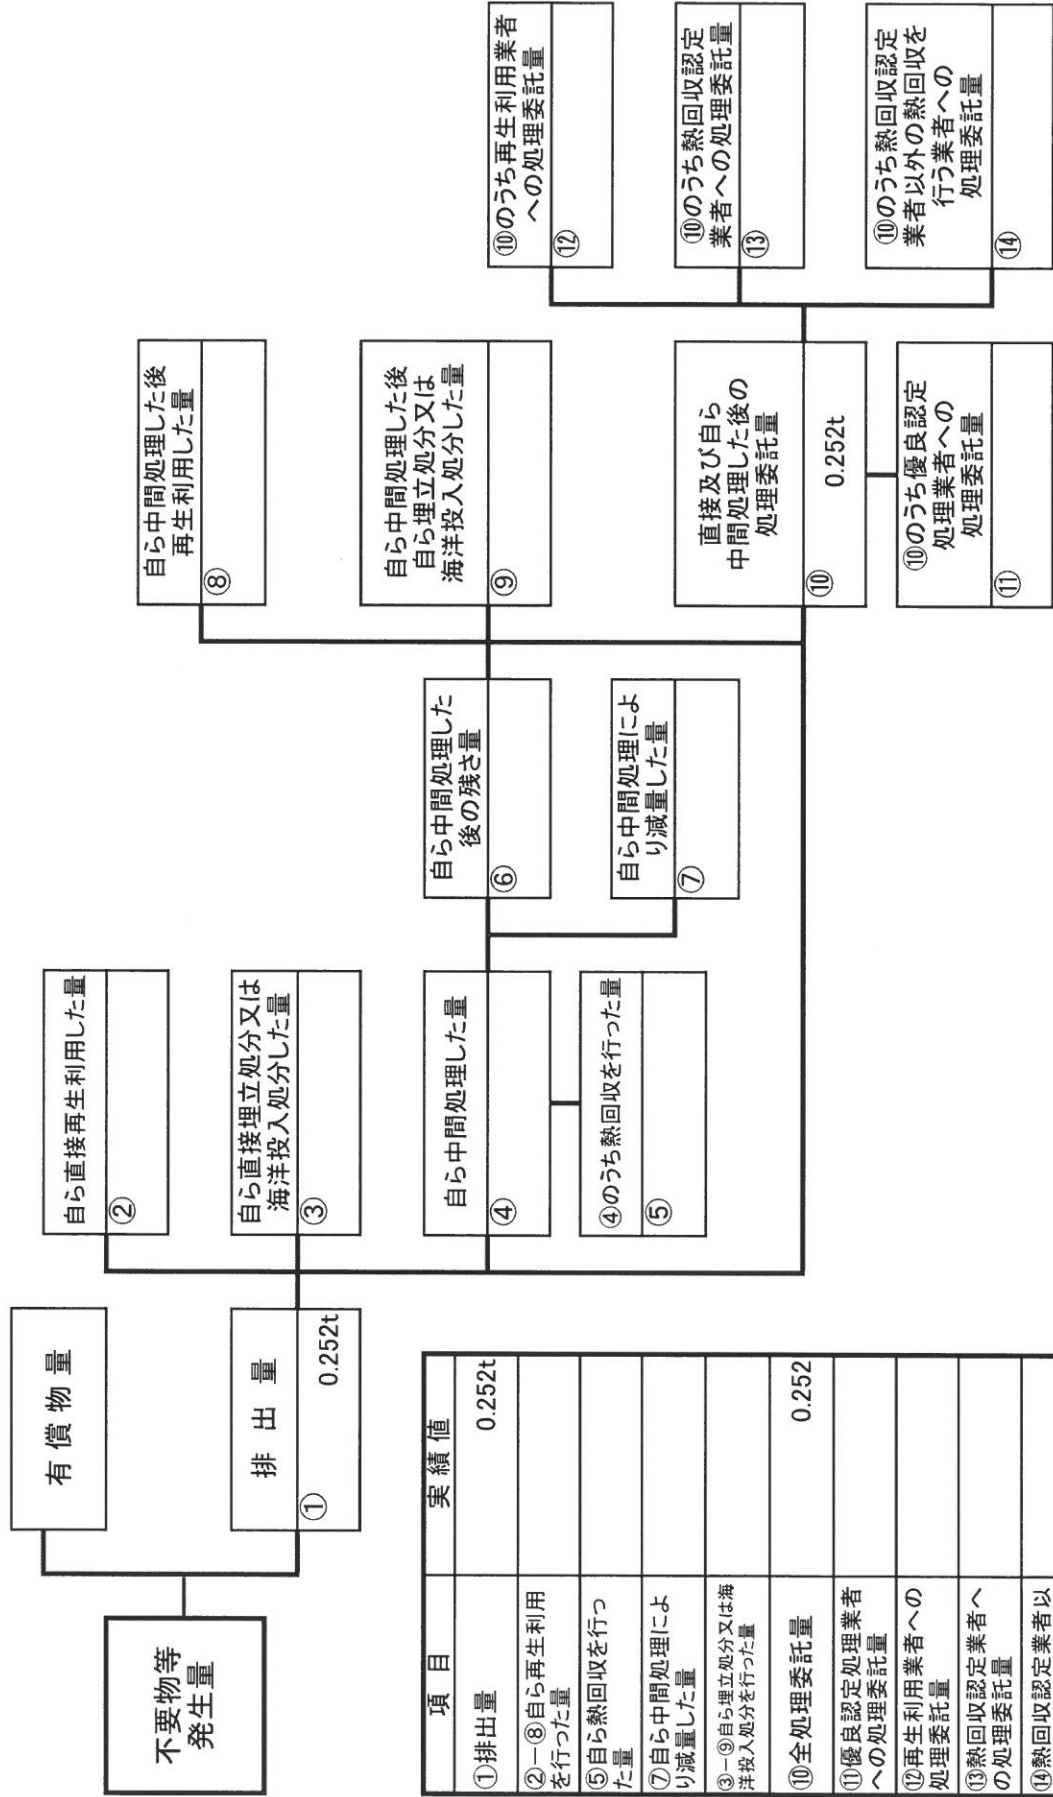 不要物等
発生量
有償物量
排出量
①
0.252t
自ら直接再生利用した量
②
自ら直接埋立処分又は
海洋投入処分した量
③
自ら中間処理した量
④
④のうち熱回収を行った量
⑤
自ら中間処理した
後の残さ量
⑥
自ら中間処理によ
り減量した量
⑦
自ら中間処理した後
再生利用した量
⑧
自ら中間処理した後
自ら埋立処分又は
海洋投入処分した量
⑨
直接及び自ら
中間処理した後の
処理委託量
⑩
0.252t
⑩のうち優良認定
処理業者への
処理委託量
⑪
⑩のうち再生利用業者
への処理委託量
⑫
⑩のうち熱回収認定
業者への処理委託量
⑬
⑩のうち熱回収認定
業者以外の熱回収を
行う業者への
処理委託量
⑭
項目 実績値
①排出量 0.252t
②ー⑧自ら再生利用
を行った量
⑤自ら熱回収を行っ
た量
⑦自ら中間処理によ
り減量した量
③ー⑨自ら埋立処分又は海
洋投入処分を行った量
⑩全処理委託量 0.252
⑪優良認定処理業者
への処理委託量
⑫再生利用業者への
処理委託量
⑬熱回収認定業者へ
の処理委託量
⑭熱回収認定業者以